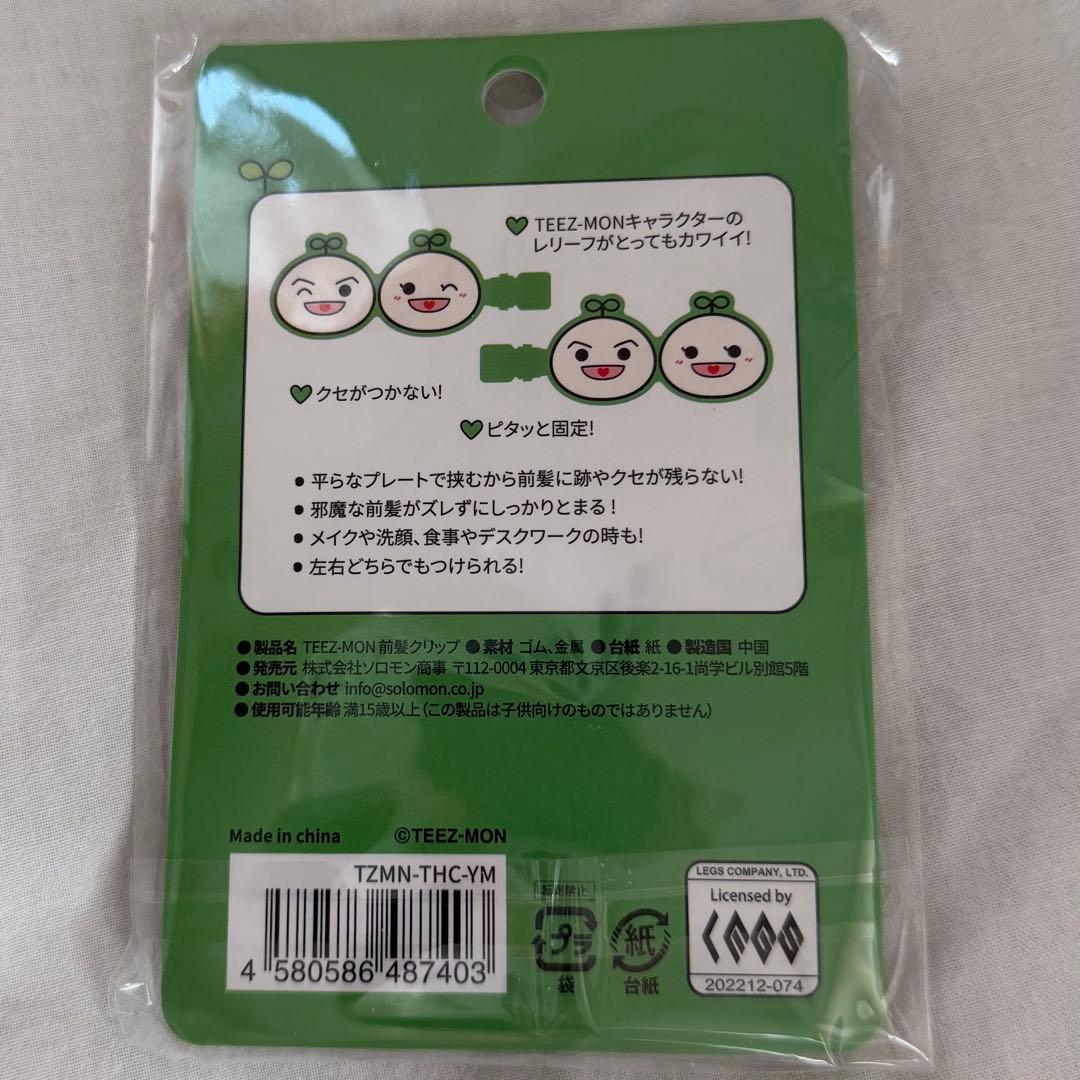 TEEZ-MONキャラクターの
レリーフがとってもカワイイ!
クセがつかない!
ピタッと固定!
● 平らなプレートで挟むから前髪に跡やクセが残らない!
● 邪魔な前髪がズレずにしっかりとまる!
● メイクや洗顔、食事やデスクワークの時も!
● 左右どちらでもつけられる!
●製品名 TEEZ-MON 前髪クリップ ●素材 ゴム、金属 ●台紙 紙 ●製造国 中国
●発売元 株式会社ソロモン商事 〒112-0004 東京都文京区後楽2-16-1尚学ビル別館5階
●お問い合わせ info@solomon.co.jp
●使用可能年齢 満15歳以上(この製品は子供向けのものではありません)
Made in china ©TEEZ-MON
TZMN-THC-YM
4 580586 487403
転売禁止
プラ
袋
紙
台紙
LEGS COMPANY, LTD.
Licensed by
LEGS
202212-074